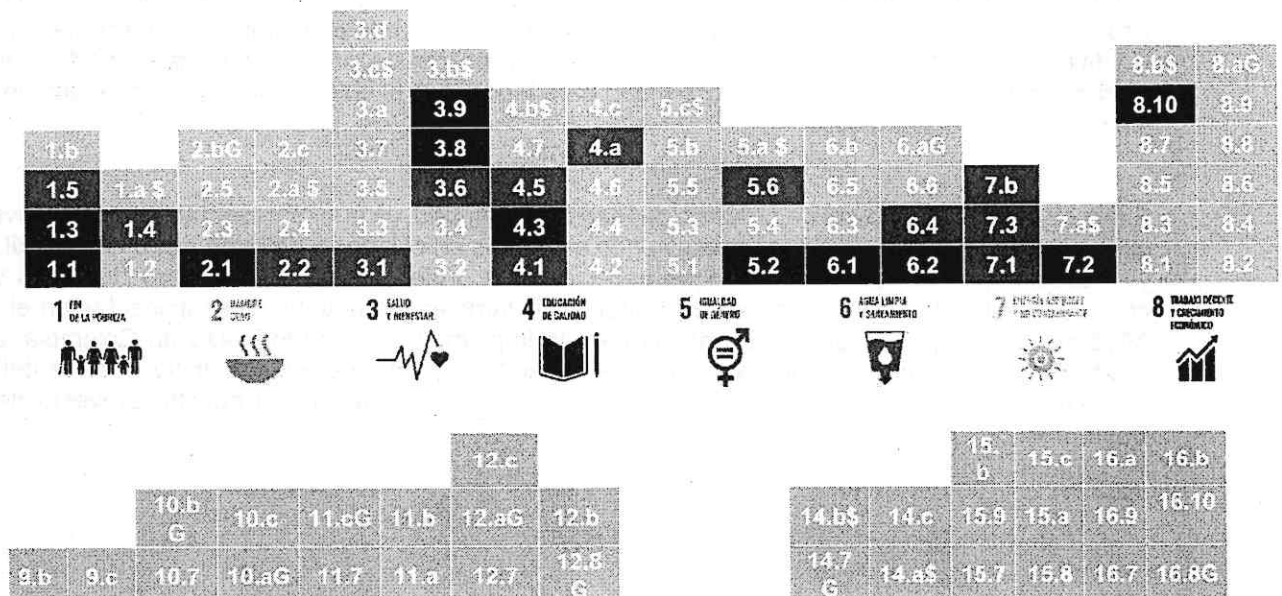 3.d
3.c$ 3.b$ 8.b$ 8.aG
3.a 3.9 4.b$ 4.c 5.c$ 8.10 8.9
1.b 2.bG 2.c 3.7 3.8 4.7 4.a 5.b 5.a $ 6.b 6.aG 8.7 8.8
1.5 1.a $ 2.5 2.a $ 3.5 3.6 4.5 4.6 5.5 5.6 6.5 6.6 7.b 8.5 8.6
1.3 1.4 2.3 2.4 3.3 3.4 4.3 4.4 5.3 5.4 6.3 6.4 7.3 7.a$ 8.3 8.4
1.1 1.2 2.1 2.2 3.1 3.2 4.1 4.2 5.1 5.2 6.1 6.2 7.1 7.2 8.1 8.2
1 FIN
DE LA POBREZA
2 HAMBRE
CERO
3 SALUD
Y BIENESTAR
4 EDUCACIÓN
DE CALIDAD
5 IGUALDAD
DE GÉNERO
6 AGUA LIMPIA
Y SANEAMIENTO
7
8 TRABAJO DECENTE
Y CRECIMIENTO
ECONÓMICO
12.c 15.b 15.c 16.a 16.b
10.b G 10.c 11.cG 11.b 12.aG 12.b 14.b$ 14.c 15.9 15.a 16.9 16.10
9.b 9.c 10.7 10.aG 11.7 11.a 12.7 12.8 G 14.7 G 14.a$ 15.7 15.8 16.7 16.8G